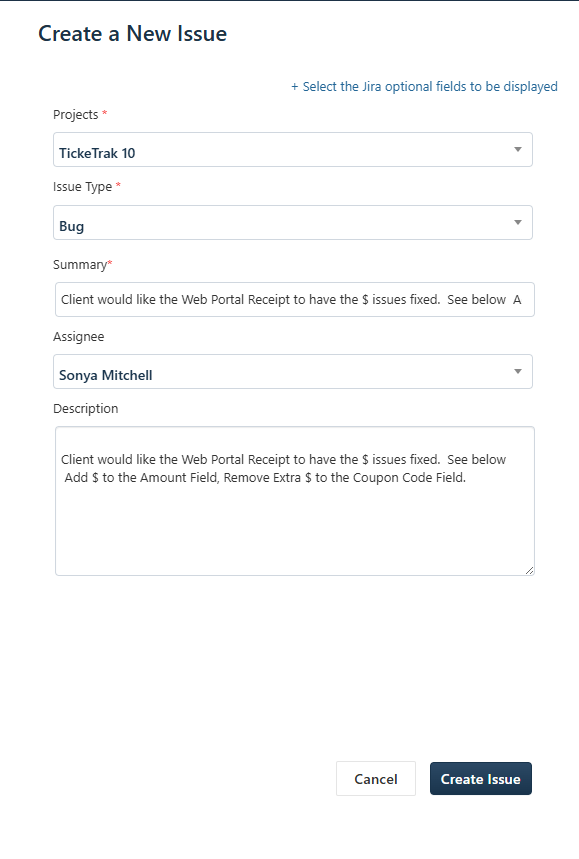 Create a New Issue
+ Select the Jira optional fields to be displayed
Projects *
TickeTrak 10
Issue Type *
Bug
Summary*
Client would like the Web Portal Receipt to have the $ issues fixed.  See below  A
Assignee
Sonya Mitchell
Description
Client would like the Web Portal Receipt to have the $ issues fixed.  See below
Add $ to the Amount Field, Remove Extra $ to the Coupon Code Field.
Cancel
Create Issue